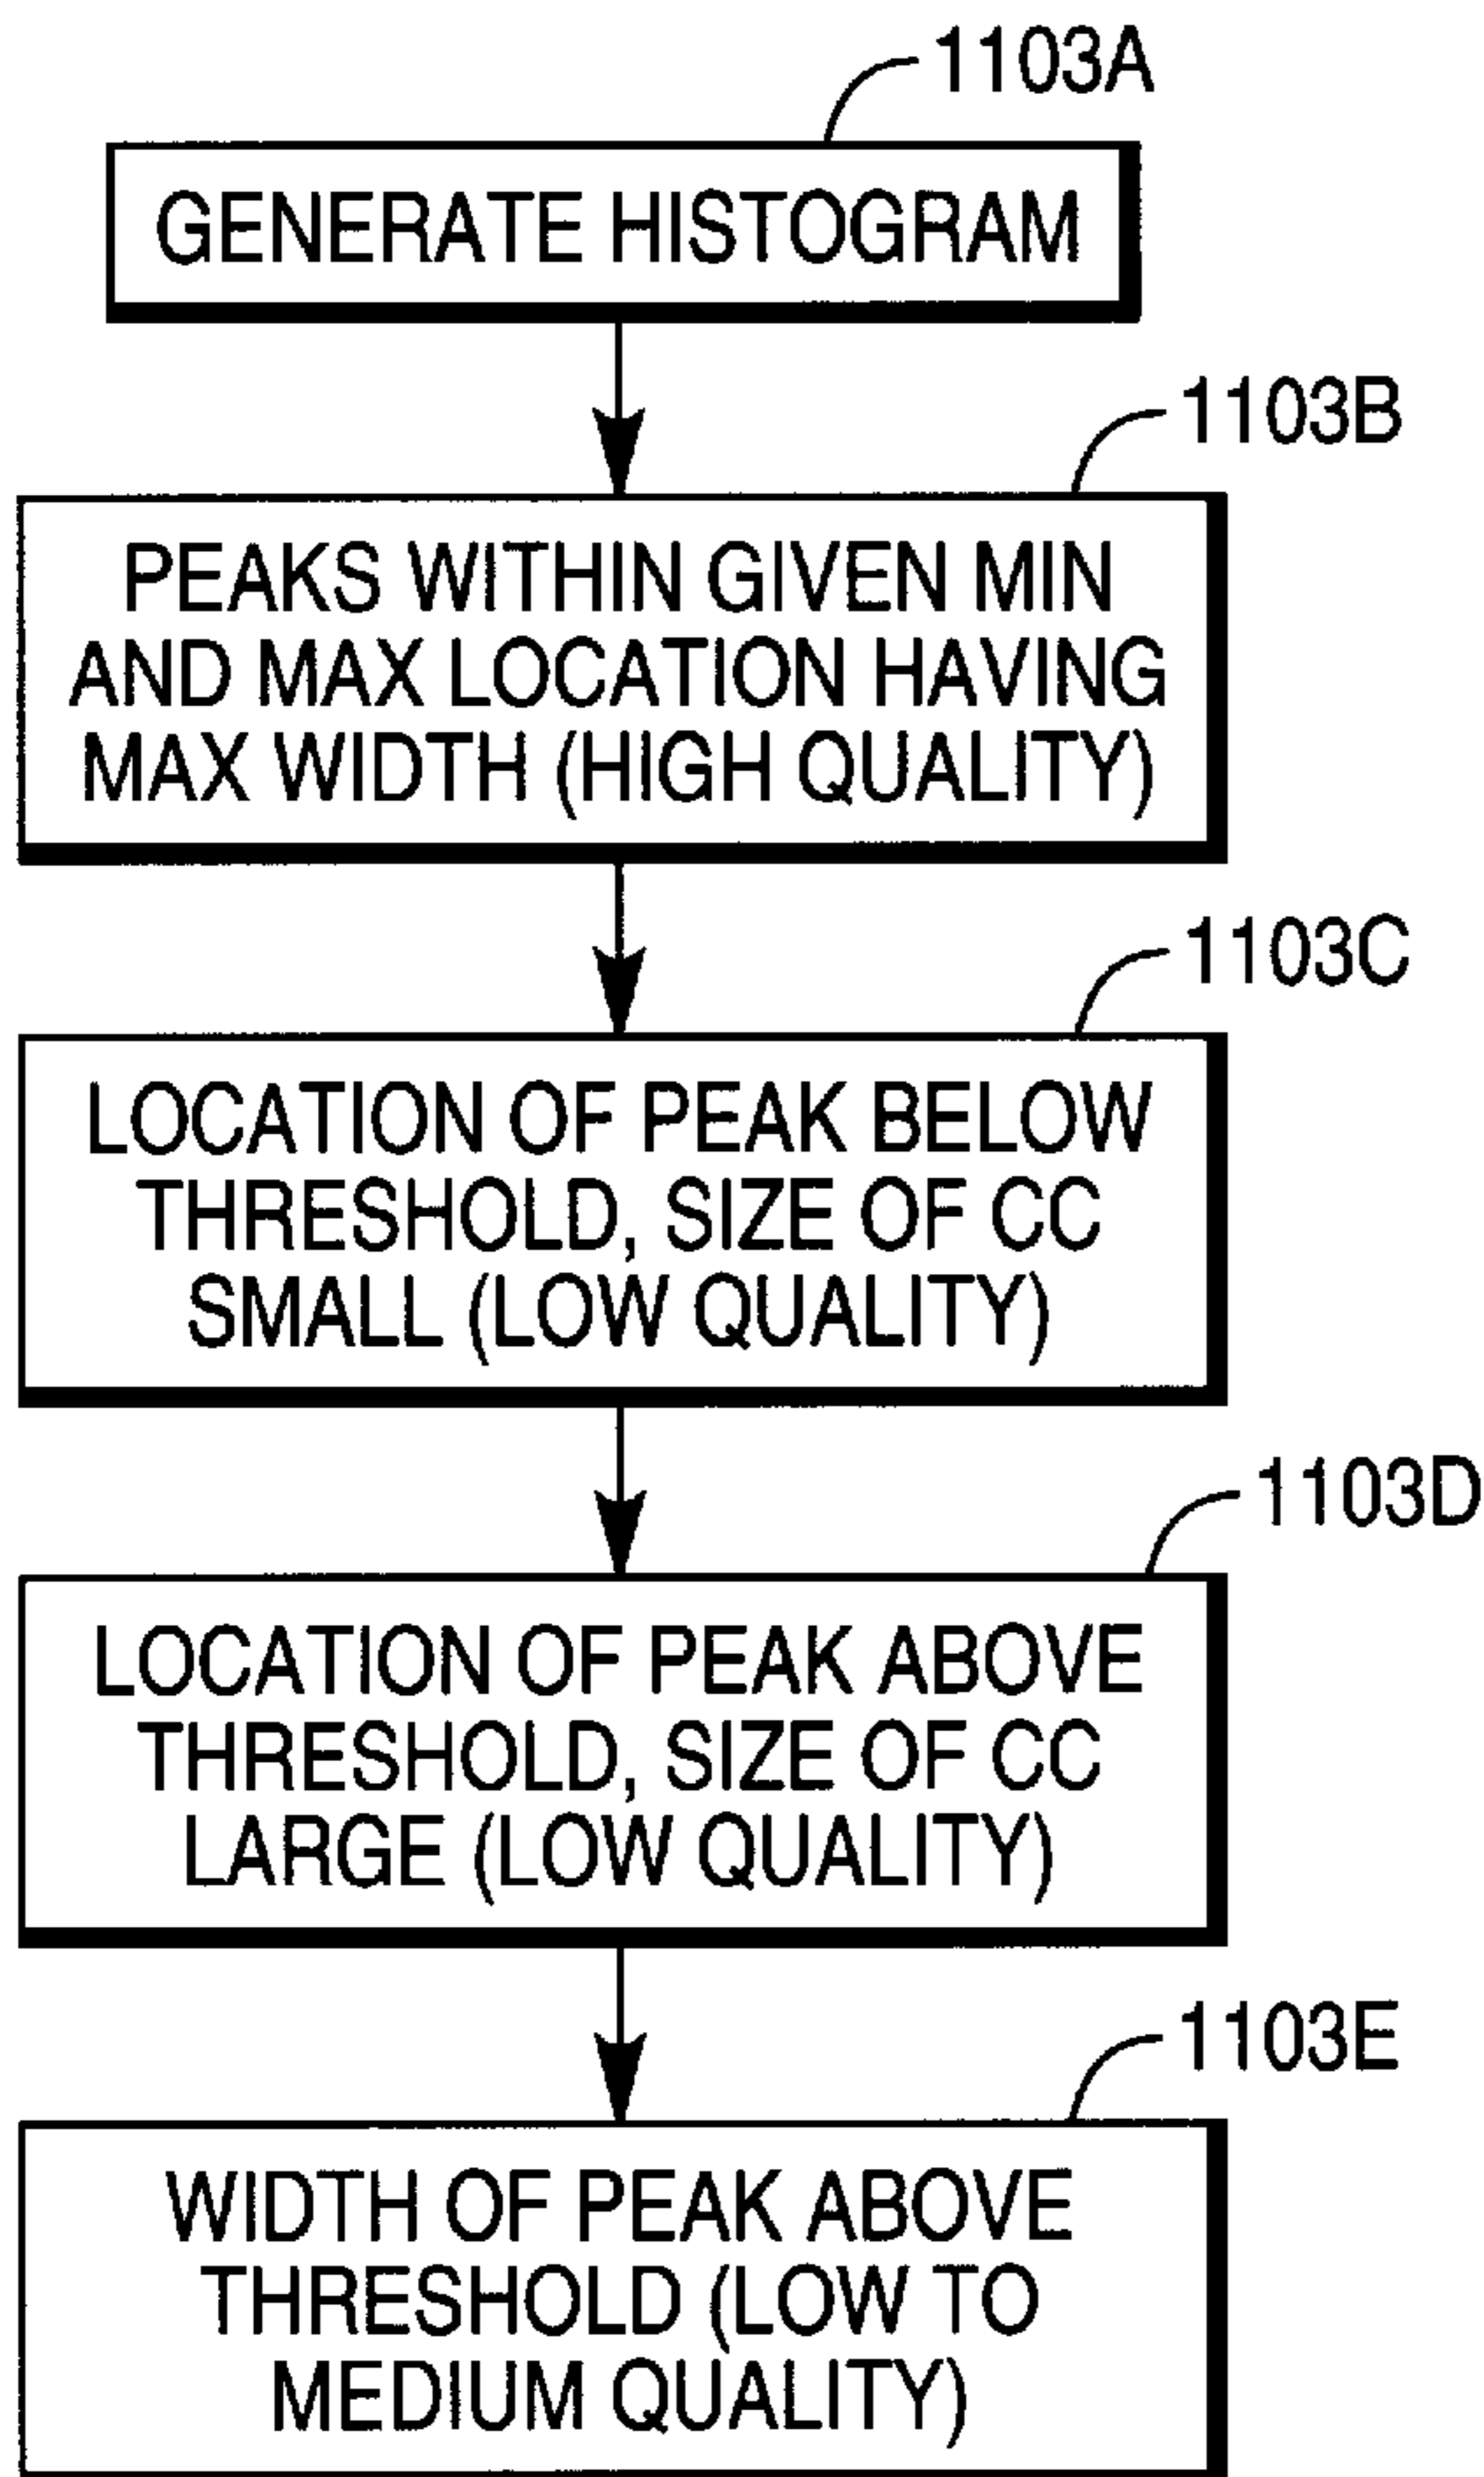 1103A
GENERATE HISTOGRAM
1103B
PEAKS WITHIN GIVEN MIN
AND MAX LOCATION HAVING
MAX WIDTH (HIGH QUALITY)
1103C
LOCATION OF PEAK BELOW
THRESHOLD, SIZE OF CC
SMALL (LOW QUALITY)
1103D
LOCATION OF PEAK ABOVE
THRESHOLD, SIZE OF CC
LARGE (LOW QUALITY)
1103E
WIDTH OF PEAK ABOVE
THRESHOLD (LOW TO
MEDIUM QUALITY)